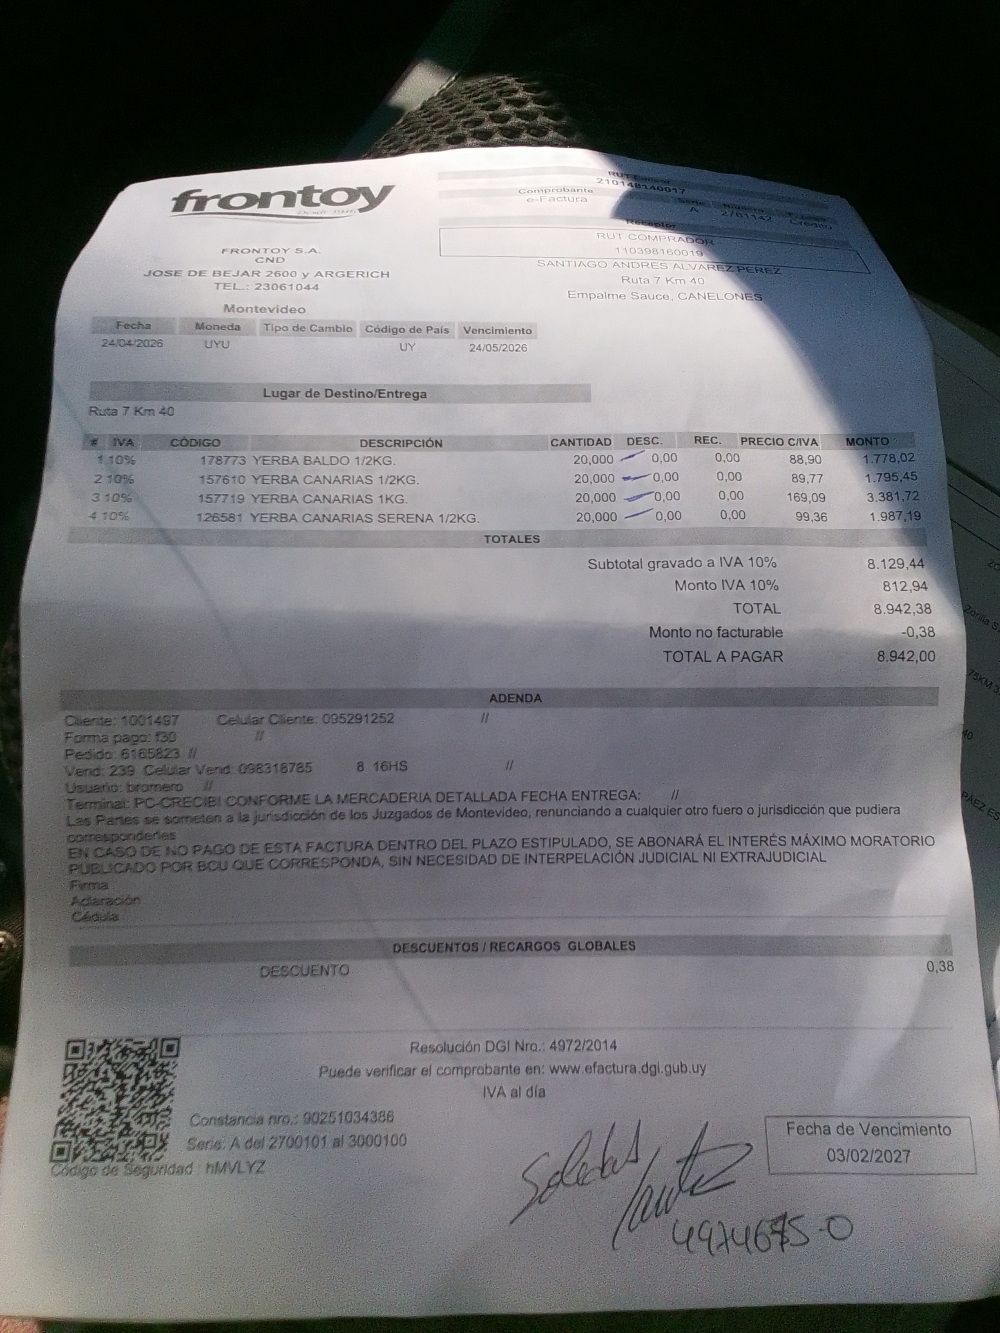 frontoy
Desde 1940
FRONTOY S.A.
CND
JOSE DE BEJAR 2600 y ARGERICH
TEL.: 23061044
Montevideo
RUT Emisor
210148140017
Comprobante Serie Número
e-Factura A 2761142 Crédito
Receptor
RUT COMPRADOR
110398160019
SANTIAGO ANDRES ALVAREZ PEREZ
Ruta 7 Km 40
Empalme Sauce, CANELONES
Fecha Moneda Tipo de Cambio Código de País Vencimiento
24/04/2026 UYU UY 24/05/2026
Lugar de Destino/Entrega
Ruta 7 Km 40
# IVA CÓDIGO DESCRIPCIÓN CANTIDAD DESC. REC. PRECIO C/IVA MONTO
1 10% 178773 YERBA BALDO 1/2KG. 20,000 0,00 0,00 88,90 1.778,02
2 10% 157610 YERBA CANARIAS 1/2KG. 20,000 0,00 0,00 89,77 1.795,45
3 10% 157719 YERBA CANARIAS 1KG. 20,000 0,00 0,00 169,09 3.381,72
4 10% 126581 YERBA CANARIAS SERENA 1/2KG. 20,000 0,00 0,00 99,36 1.987,19
TOTALES
Subtotal gravado a IVA 10% 8.129,44
Monto IVA 10% 812,94
TOTAL 8.942,38
Monto no facturable -0,38
TOTAL A PAGAR 8.942,00
ADENDA
Cliente: 1001497 Celular Cliente: 095291252 //
Forma pago: f30 //
Pedido: 6165823 //
Vend: 239 Celular Vend: 098318785 8 16HS //
Usuario: bromero //
Terminal: PC-CRECIBI CONFORME LA MERCADERIA DETALLADA FECHA ENTREGA: //
Las Partes se someten a la jurisdicción de los Juzgados de Montevideo, renunciando a cualquier otro fuero o jurisdicción que pudiera
corresponderles
EN CASO DE NO PAGO DE ESTA FACTURA DENTRO DEL PLAZO ESTIPULADO, SE ABONARÁ EL INTERÉS MÁXIMO MORATORIO
PUBLICADO POR BCU QUE CORRESPONDA, SIN NECESIDAD DE INTERPELACIÓN JUDICIAL NI EXTRAJUDICIAL
Firma
Aclaración
Cédula
DESCUENTOS / RECARGOS GLOBALES
DESCUENTO 0,38
Resolución DGI Nro.: 4972/2014
Puede verificar el comprobante en: www.efactura.dgi.gub.uy
IVA al día
Constancia nro.: 90251034386
Serie: A del 2700101 al 3000100
Código de Seguridad : hMVLYZ
Fecha de Vencimiento
03/02/2027
Soledad